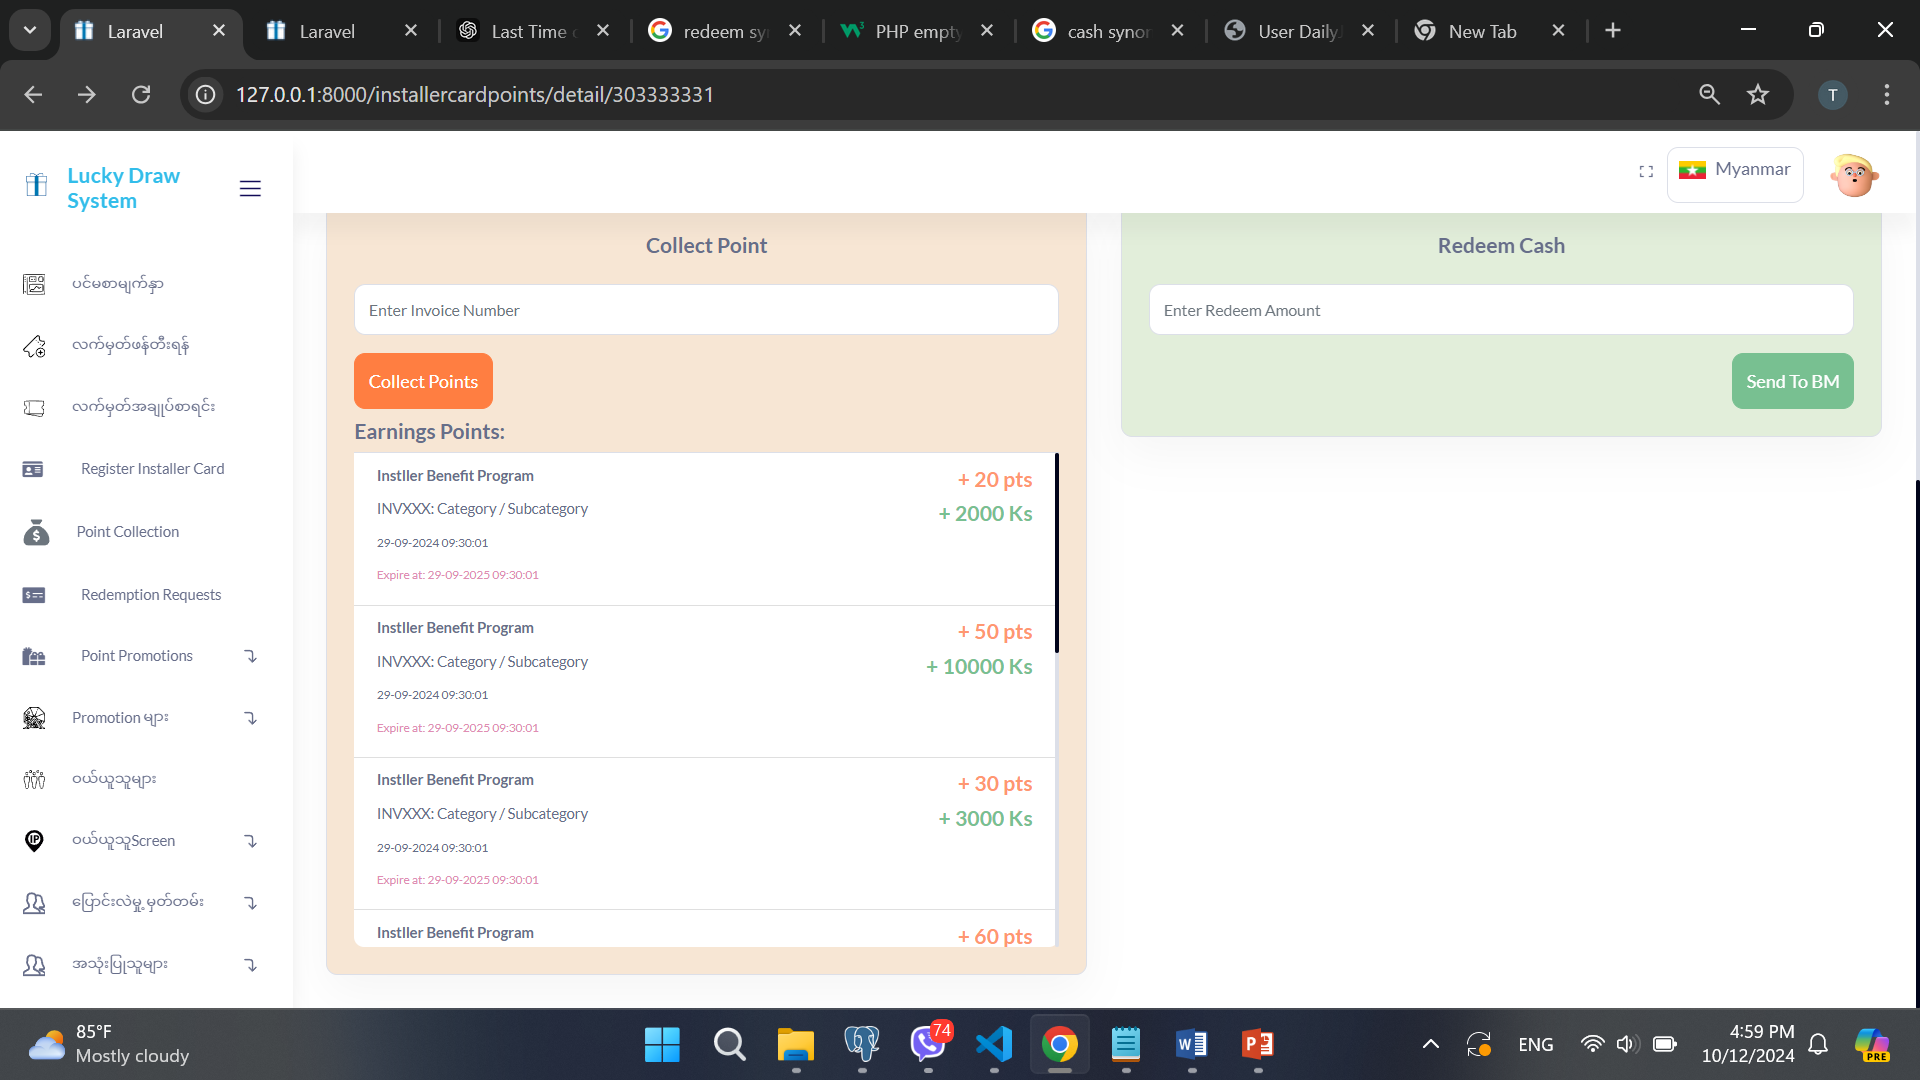 Laravel
Laravel
Last Time
redeem sy
PHP empty
cash synor
User Daily
New Tab
127.0.0.1:8000/installercardpoints/detail/303333331
T
Lucky Draw
System
Myanmar
ပင်မစာမျက်နှာ
လက်မှတ်ဖန်တီးရန်
လက်မှတ်အချုပ်စာရင်း
Register Installer Card
Point Collection
Redemption Requests
Point Promotions
Promotion များ
ဝယ်ယူသူများ
ဝယ်ယူသူScreen
ပြောင်းလဲမှု့ မှတ်တမ်း
အသုံးပြုသူများ
Collect Point
Enter Invoice Number
Collect Points
Earnings Points:
Instller Benefit Program
+ 20 pts
INVXXX: Category / Subcategory
+ 2000 Ks
29-09-2024 09:30:01
Expire at: 29-09-2025 09:30:01
Instller Benefit Program
+ 50 pts
INVXXX: Category / Subcategory
+ 10000 Ks
29-09-2024 09:30:01
Expire at: 29-09-2025 09:30:01
Instller Benefit Program
+ 30 pts
INVXXX: Category / Subcategory
+ 3000 Ks
29-09-2024 09:30:01
Expire at: 29-09-2025 09:30:01
Instller Benefit Program
+ 60 pts
Redeem Cash
Enter Redeem Amount
Send To BM
85°F
Mostly cloudy
74
ENG
4:59 PM
10/12/2024
PRE